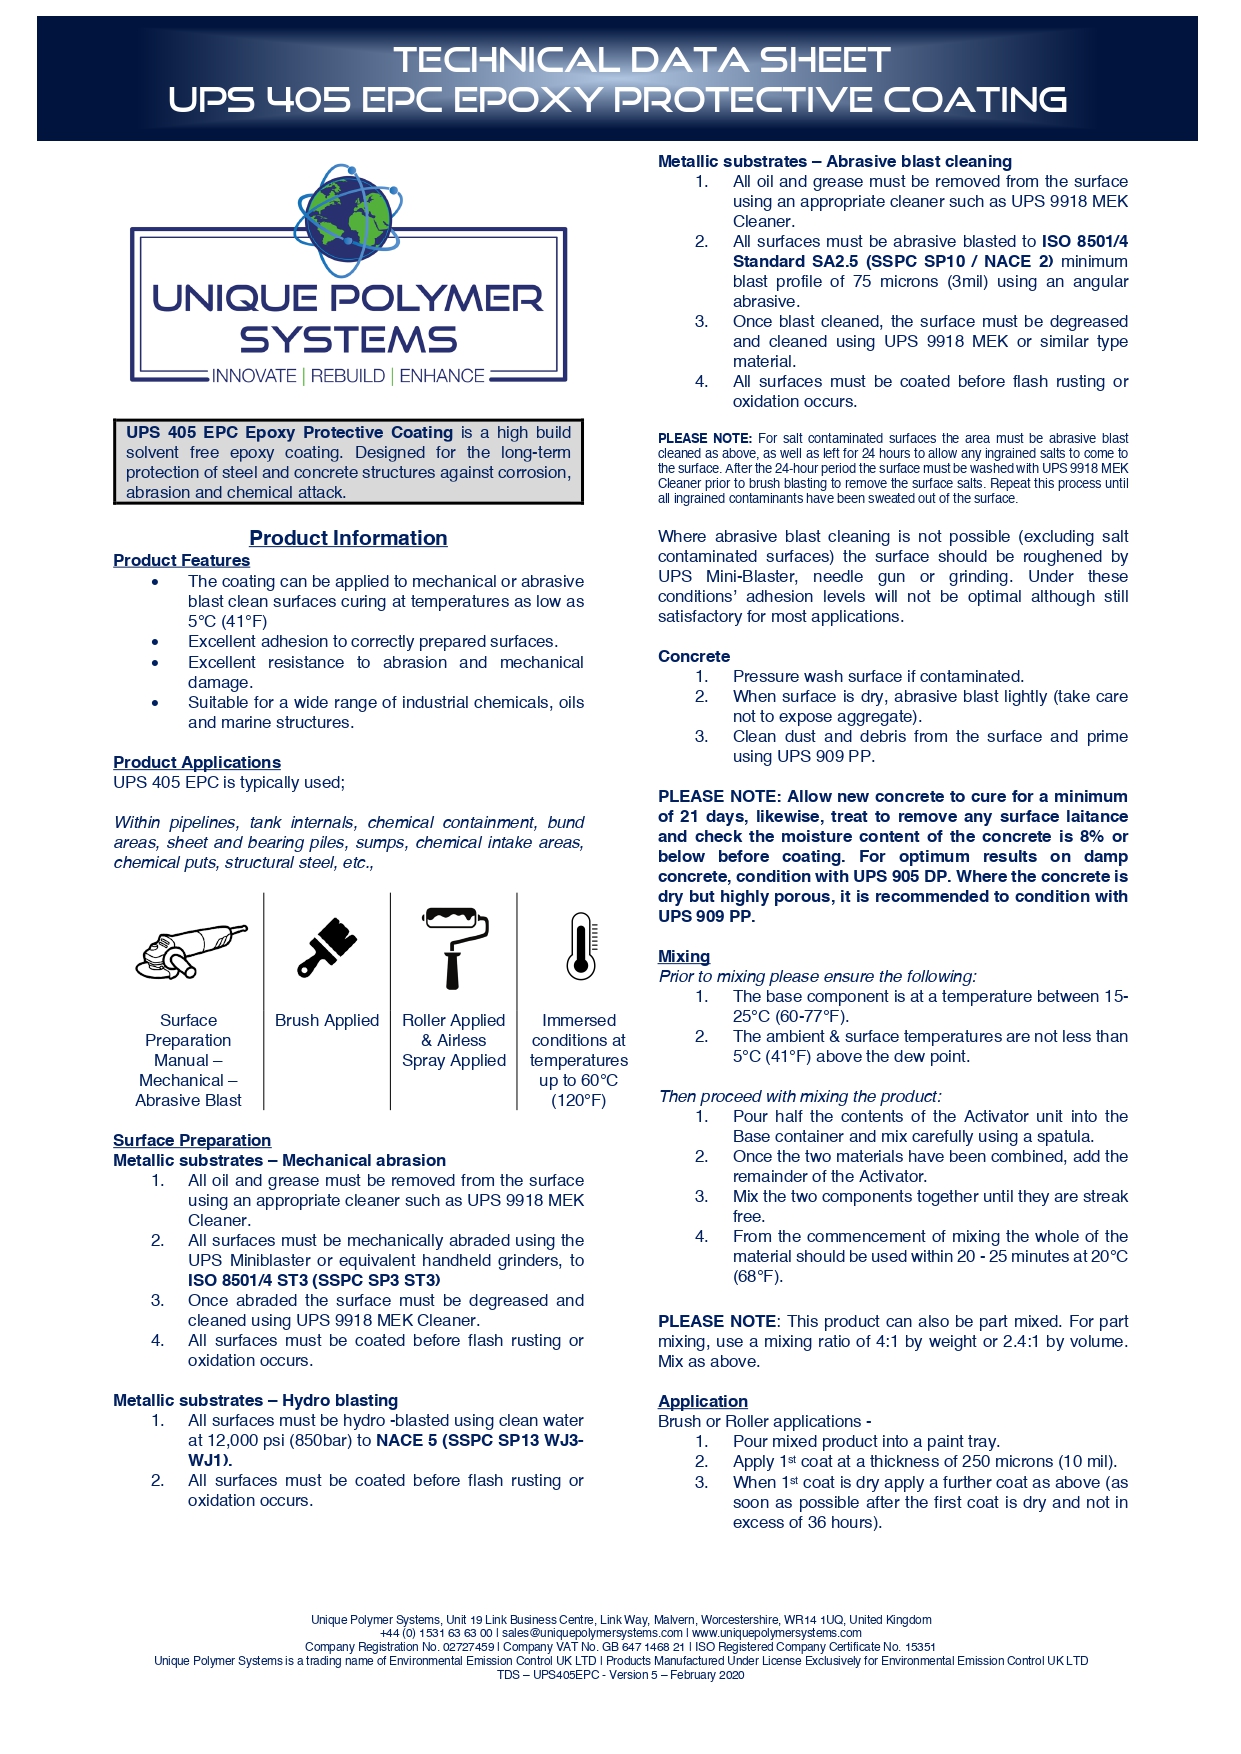 TECHNICAL DATA SHEET
UPS 405 EPC EPOXY PROTECTIVE COATING
UNIQUE POLYMER
SYSTEMS
INNOVATE | REBUILD | ENHANCE
UPS 405 EPC Epoxy Protective Coating is a high build
solvent free epoxy coating. Designed for the long-term
protection of steel and concrete structures against corrosion,
abrasion and chemical attack.
Product Information
Product Features
• The coating can be applied to mechanical or abrasive
blast clean surfaces curing at temperatures as low as
5°C (41°F)
• Excellent adhesion to correctly prepared surfaces.
• Excellent resistance to abrasion and mechanical
damage.
• Suitable for a wide range of industrial chemicals, oils
and marine structures.
Product Applications
UPS 405 EPC is typically used;
Within pipelines, tank internals, chemical containment, bund
areas, sheet and bearing piles, sumps, chemical intake areas,
chemical puts, structural steel, etc.,
Surface
Preparation
Manual –
Mechanical –
Abrasive Blast
Brush Applied
Roller Applied
& Airless
Spray Applied
Immersed
conditions at
temperatures
up to 60°C
(120°F)
Surface Preparation
Metallic substrates – Mechanical abrasion
1. All oil and grease must be removed from the surface
using an appropriate cleaner such as UPS 9918 MEK
Cleaner.
2. All surfaces must be mechanically abraded using the
UPS Miniblaster or equivalent handheld grinders, to
ISO 8501/4 ST3 (SSPC SP3 ST3)
3. Once abraded the surface must be degreased and
cleaned using UPS 9918 MEK Cleaner.
4. All surfaces must be coated before flash rusting or
oxidation occurs.
Metallic substrates – Hydro blasting
1. All surfaces must be hydro -blasted using clean water
at 12,000 psi (850bar) to NACE 5 (SSPC SP13 WJ3-
WJ1).
2. All surfaces must be coated before flash rusting or
oxidation occurs.
Metallic substrates – Abrasive blast cleaning
1. All oil and grease must be removed from the surface
using an appropriate cleaner such as UPS 9918 MEK
Cleaner.
2. All surfaces must be abrasive blasted to ISO 8501/4
Standard SA2.5 (SSPC SP10 / NACE 2) minimum
blast profile of 75 microns (3mil) using an angular
abrasive.
3. Once blast cleaned, the surface must be degreased
and cleaned using UPS 9918 MEK or similar type
material.
4. All surfaces must be coated before flash rusting or
oxidation occurs.
PLEASE NOTE: For salt contaminated surfaces the area must be abrasive blast
cleaned as above, as well as left for 24 hours to allow any ingrained salts to come to
the surface. After the 24-hour period the surface must be washed with UPS 9918 MEK
Cleaner prior to brush blasting to remove the surface salts. Repeat this process until
all ingrained contaminants have been sweated out of the surface.
Where abrasive blast cleaning is not possible (excluding salt
contaminated surfaces) the surface should be roughened by
UPS Mini-Blaster, needle gun or grinding. Under these
conditions’ adhesion levels will not be optimal although still
satisfactory for most applications.
Concrete
1. Pressure wash surface if contaminated.
2. When surface is dry, abrasive blast lightly (take care
not to expose aggregate).
3. Clean dust and debris from the surface and prime
using UPS 909 PP.
PLEASE NOTE: Allow new concrete to cure for a minimum
of 21 days, likewise, treat to remove any surface laitance
and check the moisture content of the concrete is 8% or
below before coating. For optimum results on damp
concrete, condition with UPS 905 DP. Where the concrete is
dry but highly porous, it is recommended to condition with
UPS 909 PP.
Mixing
Prior to mixing please ensure the following:
1. The base component is at a temperature between 15-
25°C (60-77°F).
2. The ambient & surface temperatures are not less than
5°C (41°F) above the dew point.
Then proceed with mixing the product:
1. Pour half the contents of the Activator unit into the
Base container and mix carefully using a spatula.
2. Once the two materials have been combined, add the
remainder of the Activator.
3. Mix the two components together until they are streak
free.
4. From the commencement of mixing the whole of the
material should be used within 20 - 25 minutes at 20°C
(68°F).
PLEASE NOTE: This product can also be part mixed. For part
mixing, use a mixing ratio of 4:1 by weight or 2.4:1 by volume.
Mix as above.
Application
Brush or Roller applications -
1. Pour mixed product into a paint tray.
2. Apply 1st coat at a thickness of 250 microns (10 mil).
3. When 1st coat is dry apply a further coat as above (as
soon as possible after the first coat is dry and not in
excess of 36 hours).
Unique Polymer Systems, Unit 19 Link Business Centre, Link Way, Malvern, Worcestershire, WR14 1UQ, United Kingdom
+44 (0) 1531 63 63 00 | sales@uniquepolymersystems.com | www.uniquepolymersystems.com
Company Registration No. 02727459 | Company VAT No. GB 647 1468 21 | ISO Registered Company Certificate No. 15351
Unique Polymer Systems is a trading name of Environmental Emission Control UK LTD | Products Manufactured Under License Exclusively for Environmental Emission Control UK LTD
TDS – UPS405EPC - Version 5 – February 2020